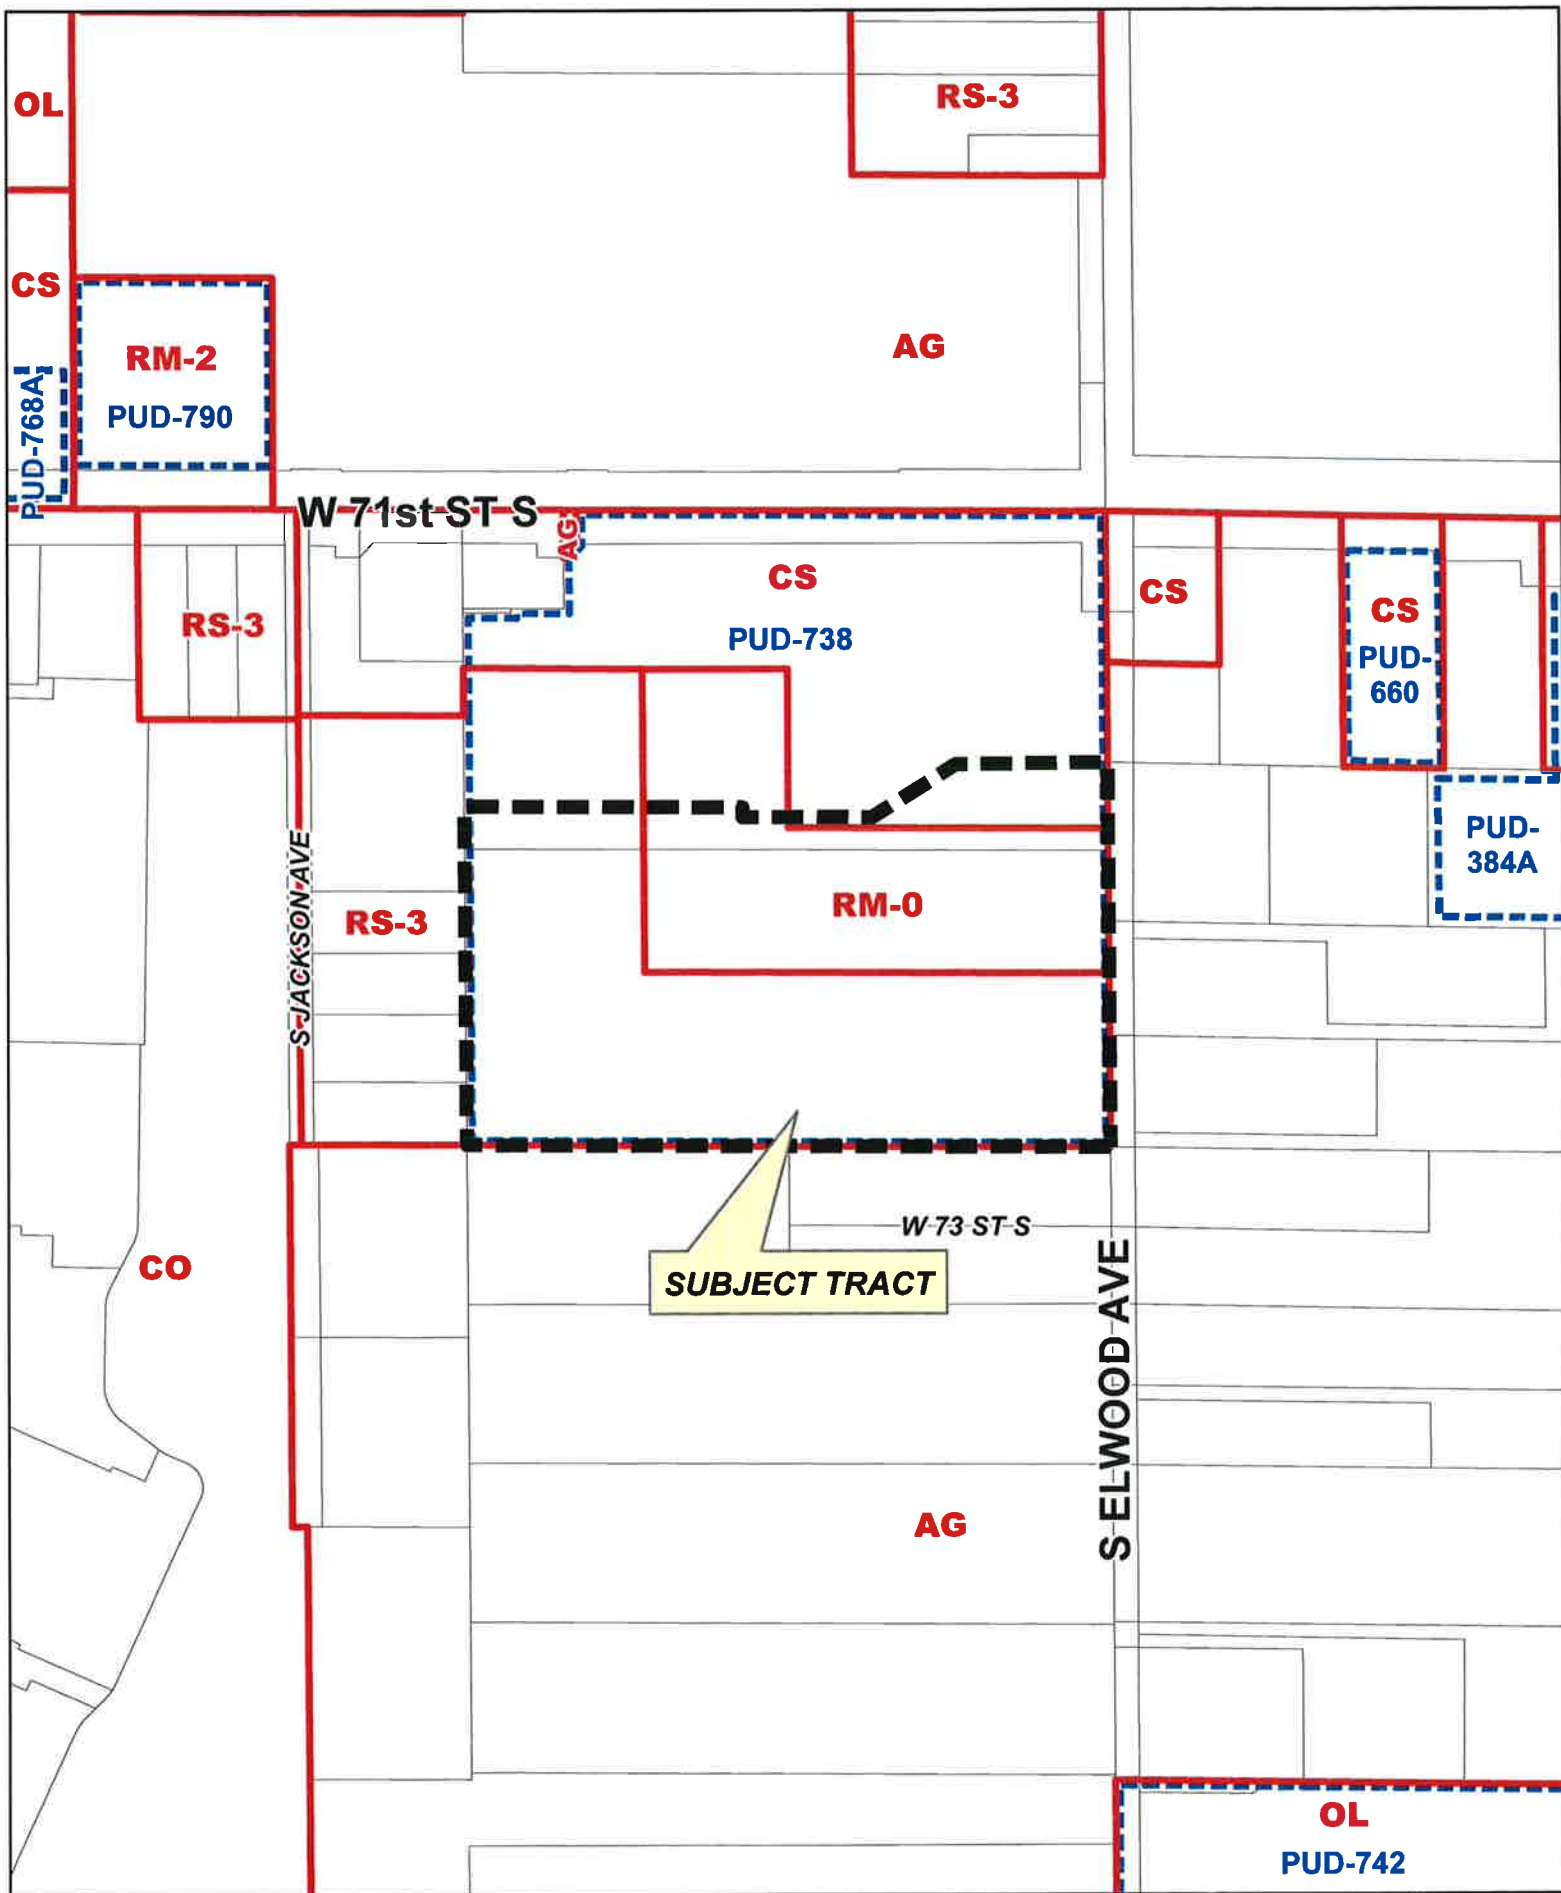 OL
RS-3
CS
RM-2
AG
PUD-768A
PUD-790
W 71st ST S
AG
CS
CS
CS
RS-3
PUD-738
PUD-
660
PUD-
384A
S JACKSON AVE
RS-3
RM-0
W 73 ST S
CO
SUBJECT TRACT
S ELWOOD AVE
AG
OL
PUD-742